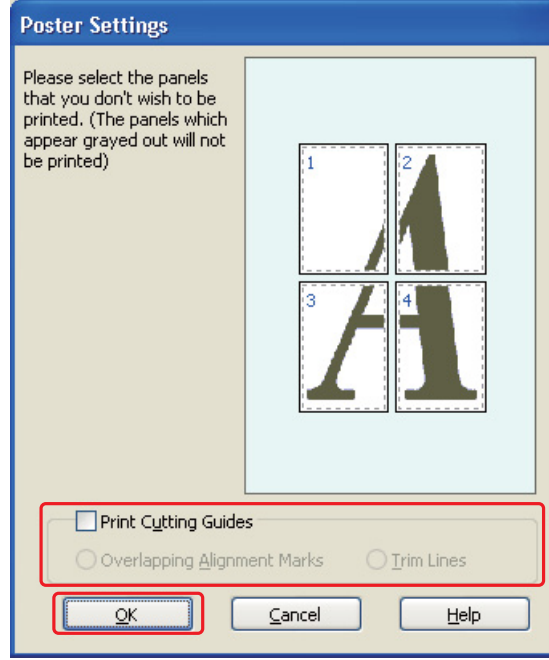 Poster Settings
Please select the panels
that you don't wish to be
printed. (The panels which
appear grayed out will not
be printed)
1 2
3 4
A
Print Cutting Guides
Overlapping Alignment Marks Trim Lines
OK Cancel Help